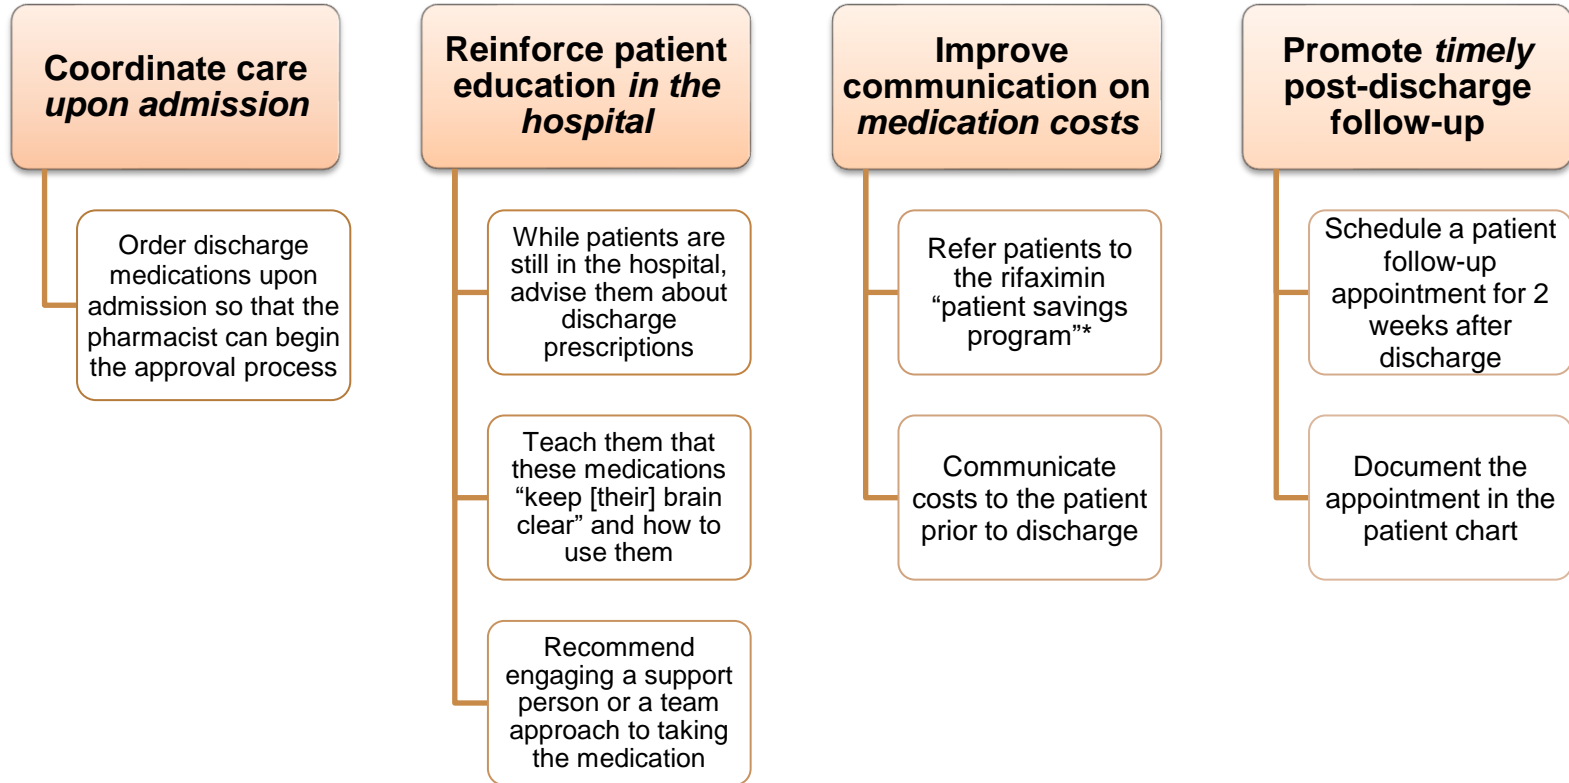 Coordinate care
upon admission
Order discharge
medications upon
admission so that the
pharmacist can begin
the approval process
Reinforce patient
education in the
hospital
While patients are
still in the hospital,
advise them about
discharge
prescriptions
Teach them that
these medications
“keep [their] brain
clear” and how to
use them
Recommend
engaging a support
person or a team
approach to taking
the medication
Improve
communication on
medication costs
Refer patients to
the rifaximin
“patient savings
program”*
Communicate
costs to the patient
prior to discharge
Promote timely
post-discharge
follow-up
Schedule a patient
follow-up
appointment for 2
weeks after
discharge
Document the
appointment in the
patient chart